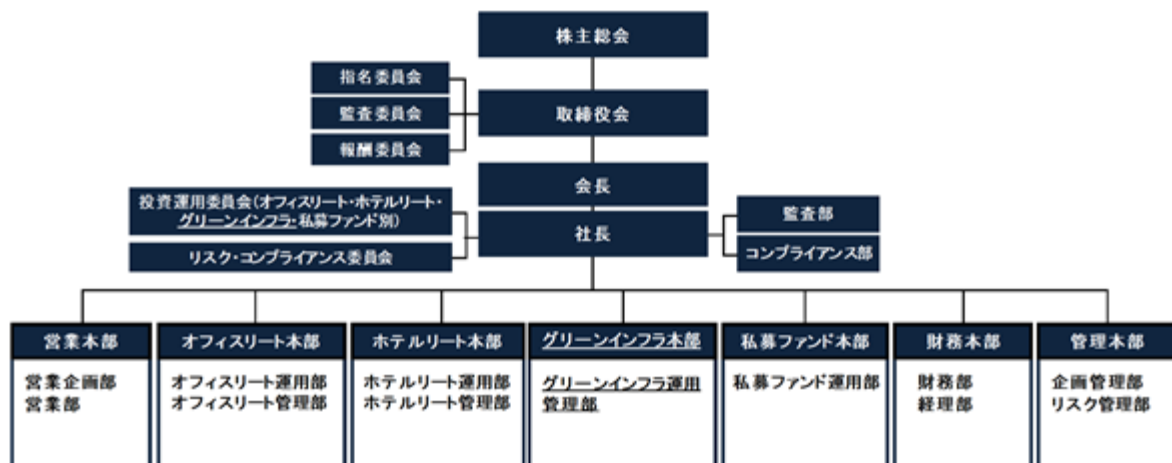 株主総会
指名委員会
監査委員会
報酬委員会
取締役会
会長
投資運用委員会(オフィスリート・ホテルリート・
グリーンインフラ・私募ファンド別)
リスク・コンプライアンス委員会
社長
監査部
コンプライアンス部
営業本部
営業企画部
営業部
オフィスリート本部
オフィスリート運用部
オフィスリート管理部
ホテルリート本部
ホテルリート運用部
ホテルリート管理部
グリーンインフラ本部
グリーンインフラ運用
管理部
私募ファンド本部
私募ファンド運用部
財務本部
財務部
経理部
管理本部
企画管理部
リスク管理部